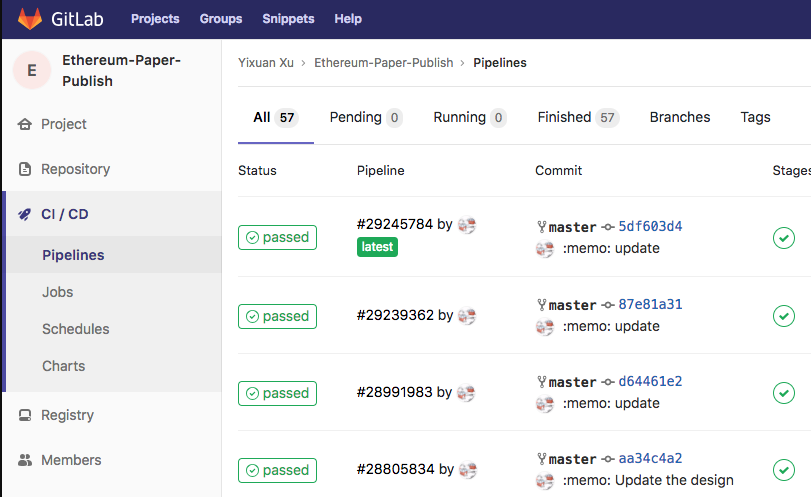 GitLab Projects Groups Snippets Help
E Ethereum-Paper-
Publish
Project
Repository
CI / CD
Pipelines
Jobs
Schedules
Charts
Registry
Members
Yixuan Xu › Ethereum-Paper-Publish › Pipelines
All 57 Pending 0 Running 0 Finished 57 Branches Tags
Status Pipeline Commit Stages
passed #29245784 by master 5df603d4
latest :memo: update
passed #29239362 by master 87e81a31
:memo: update
passed #28991983 by master d64461e2
:memo: update
passed #28805834 by master aa34c4a2
:memo: Update the design